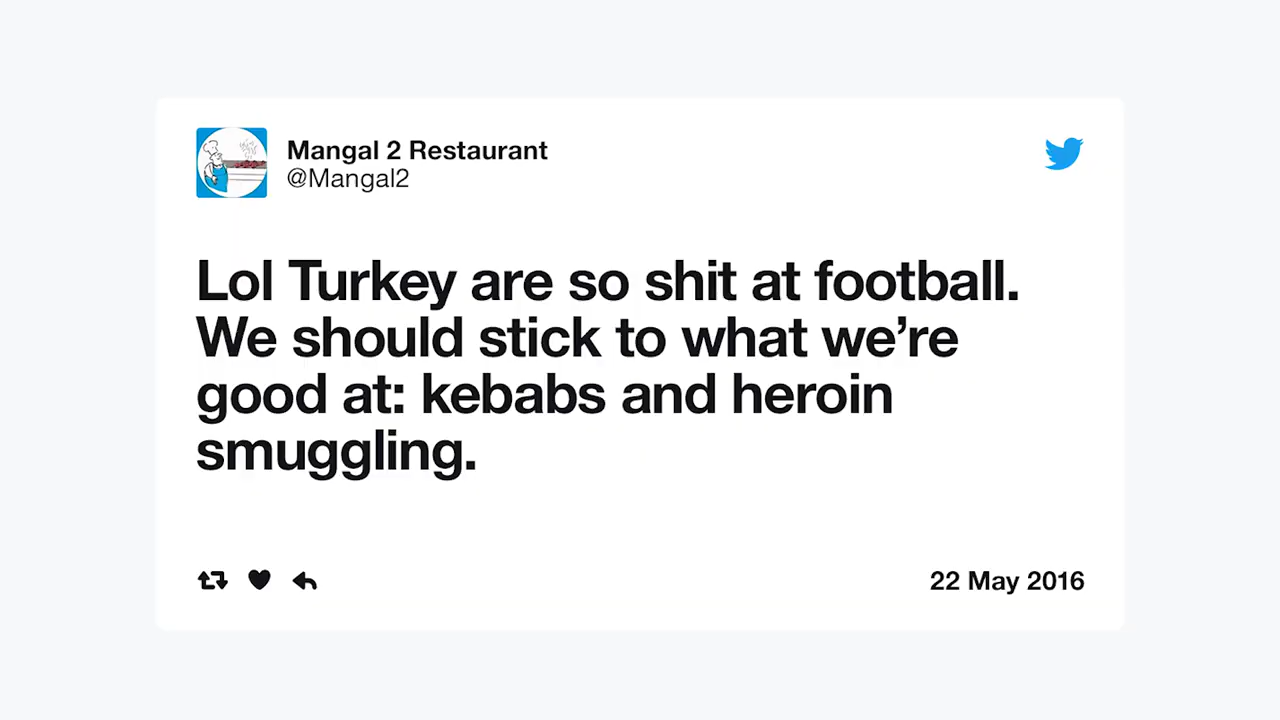 Mangal 2 Restaurant
@Mangal2
Lol Turkey are so shit at football.
We should stick to what we’re
good at: kebabs and heroin
smuggling.
22 May 2016